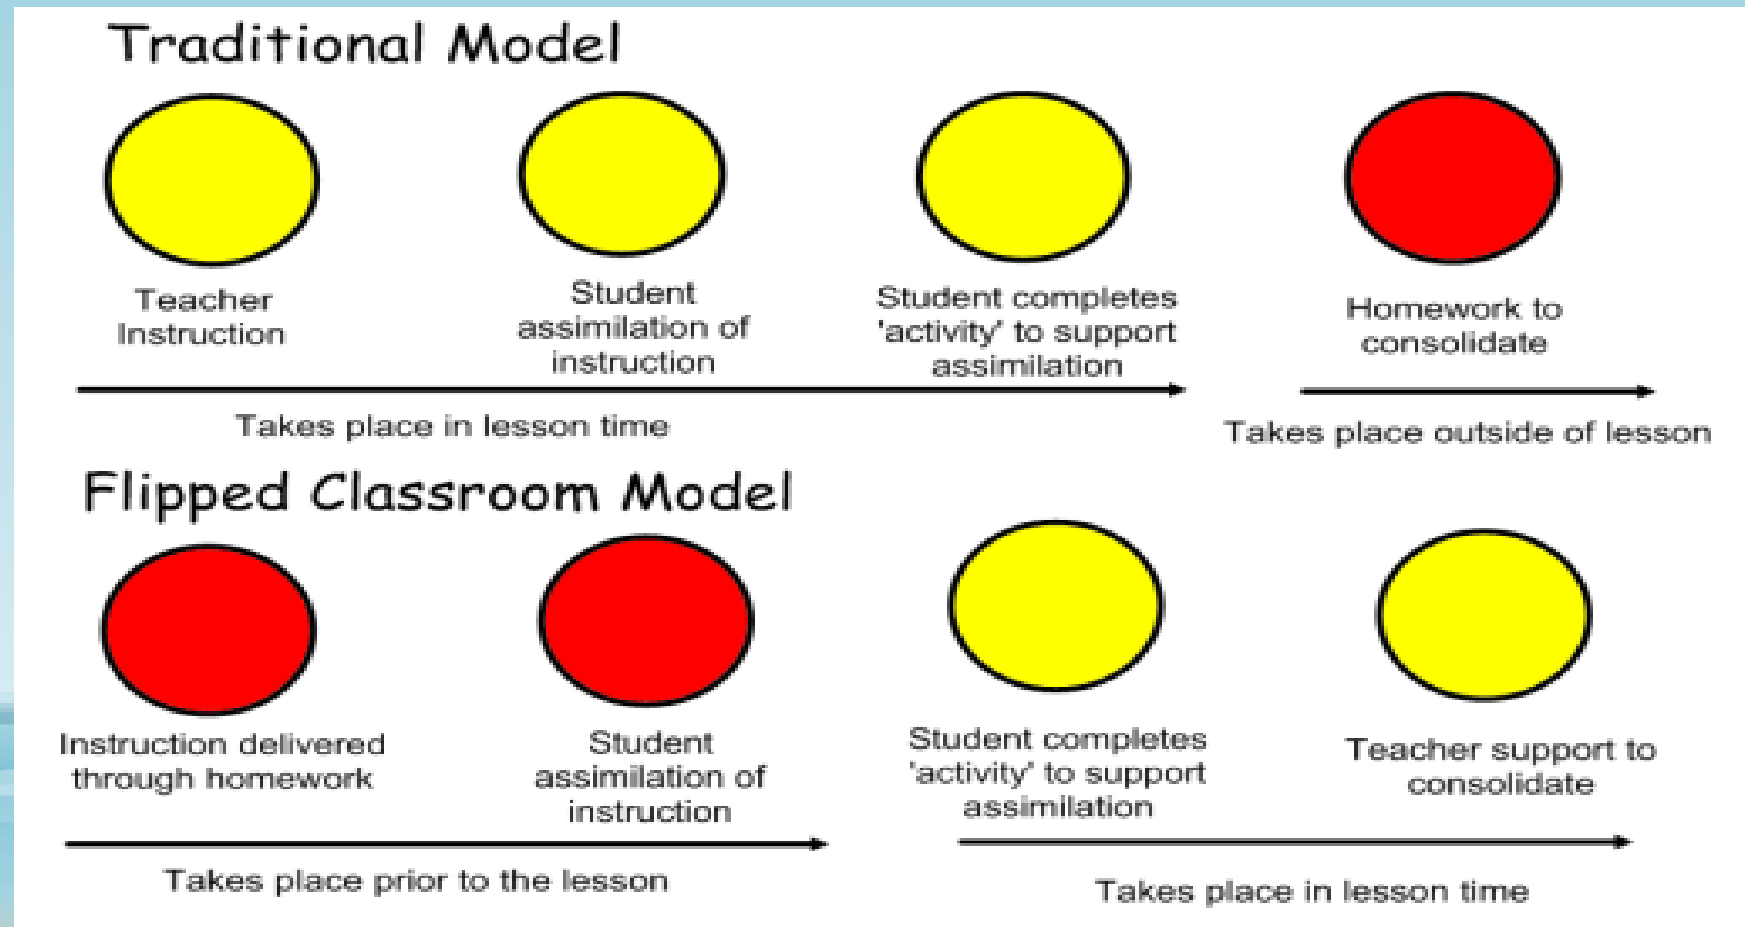 Traditional Model
Teacher
Instruction
Student
assimilation of
instruction
Student completes
'activity' to support
assimilation
Homework to
consolidate
Takes place in lesson time
Takes place outside of lesson
Flipped Classroom Model
Instruction delivered
through homework
Student
assimilation of
instruction
Student completes
'activity' to support
assimilation
Teacher support to
consolidate
Takes place prior to the lesson
Takes place in lesson time